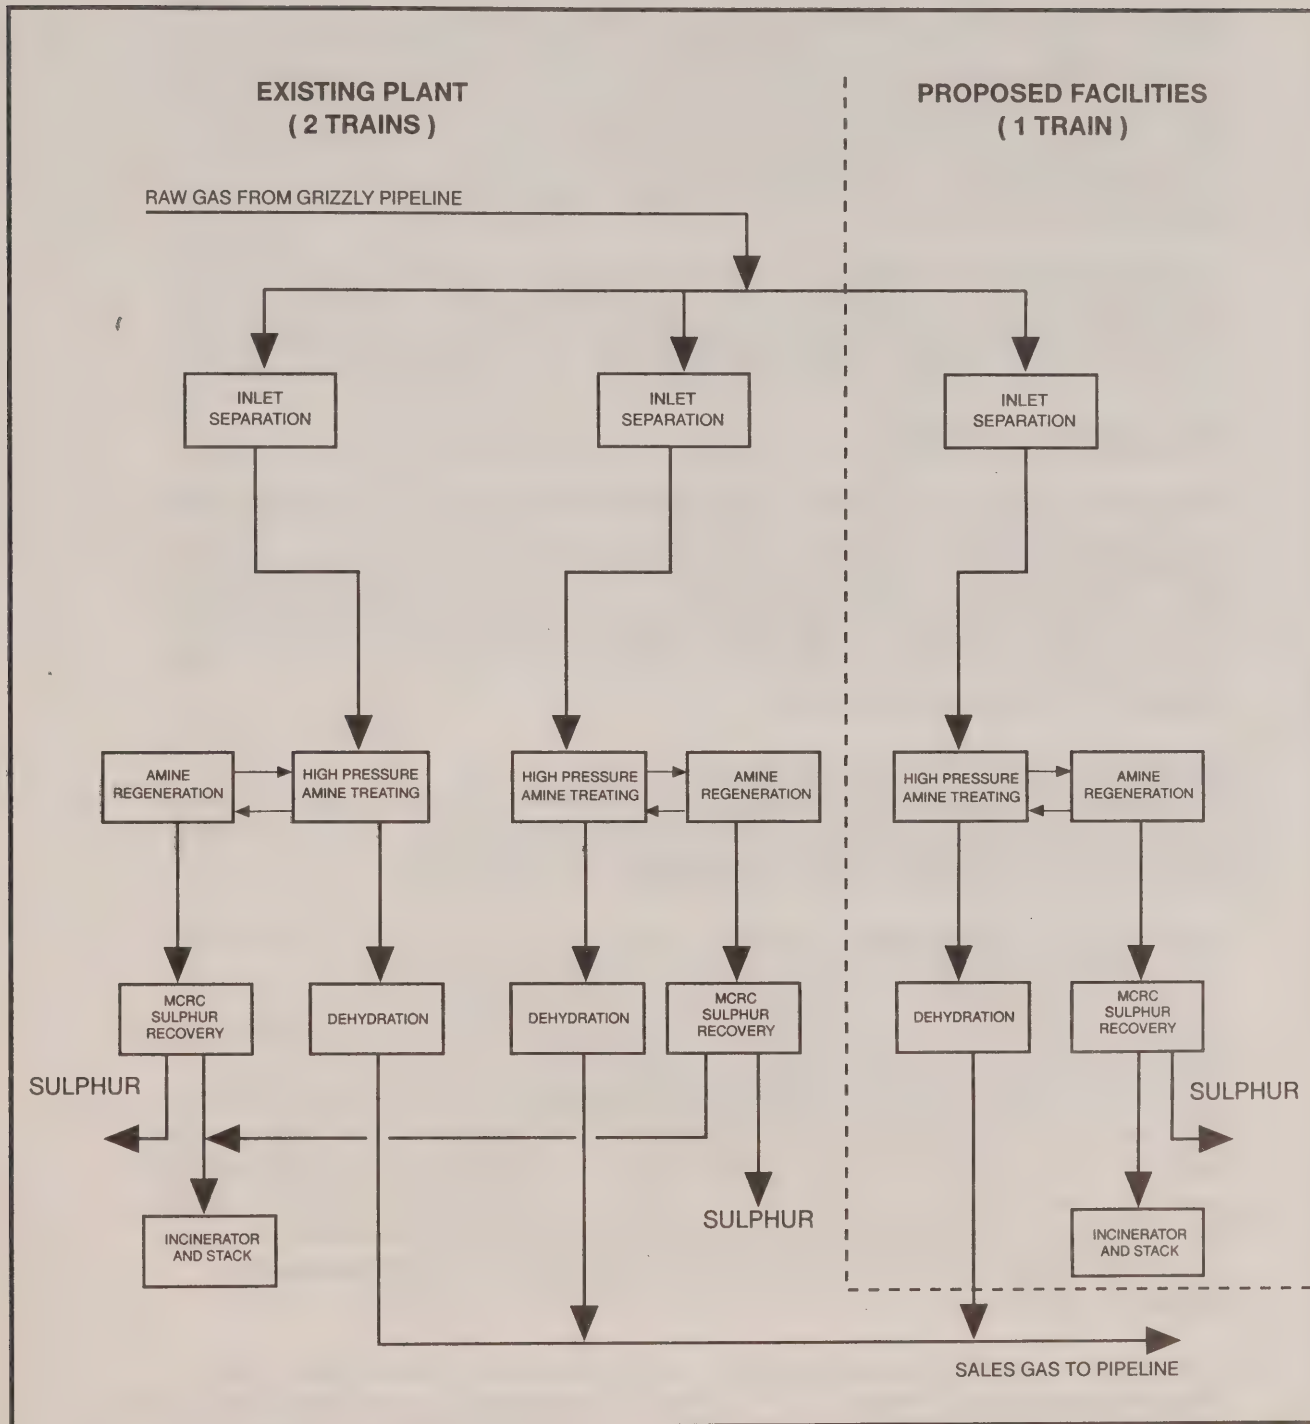 EXISTING PLANT
( 2 TRAINS )
PROPOSED FACILITIES
( 1 TRAIN )
RAW GAS FROM GRIZZLY PIPELINE
INLET
SEPARATION
INLET
SEPARATION
INLET
SEPARATION
AMINE
REGENERATION
HIGH PRESSURE
AMINE TREATING
HIGH PRESSURE
AMINE TREATING
AMINE
REGENERATION
HIGH PRESSURE
AMINE TREATING
AMINE
REGENERATION
MCRC
SULPHUR
RECOVERY
DEHYDRATION
DEHYDRATION
MCRC
SULPHUR
RECOVERY
DEHYDRATION
MCRC
SULPHUR
RECOVERY
SULPHUR
SULPHUR
SULPHUR
INCINERATOR
AND STACK
INCINERATOR
AND STACK
SALES GAS TO PIPELINE